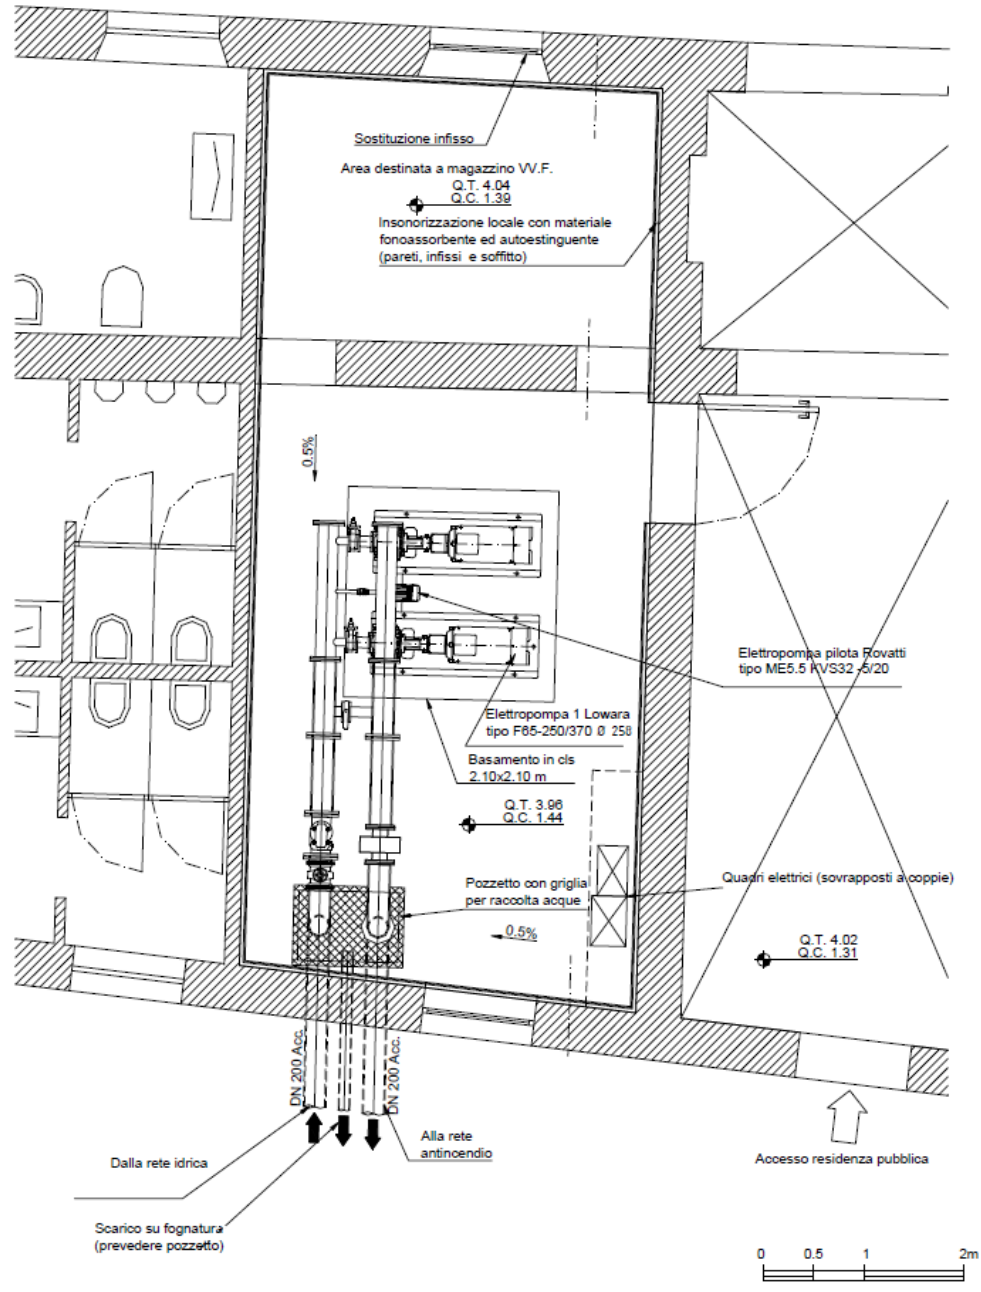 Sostituzione infisso
Area destinata a magazzino VV.F.
Q.T. 4.04
Q.C. 1.39
Insonorizzazione locale con materiale
fonoassorbente ed autoestinguente
(pareti, infissi e soffitto)
0.5%
Elettropompa pilota Rovatti
tipo ME5.5 KVS32 -5/20
Elettropompa 1 Lowara
tipo F65-250/370 Ø 258
Basamento in cls
2.10x2.10 m
Q.T. 3.96
Q.C. 1.44
Quadri elettrici (sovrapposti a coppie)
Pozzetto con griglia
per raccolta acque
0.5%
Q.T. 4.02
Q.C. 1.31
DN 200 Acc.
DN 200 Acc.
Alla rete
antincendio
Dalla rete idrica
Accesso residenza pubblica
Scarico su fognatura
(prevedere pozzetto)
0 0.5 1 2m